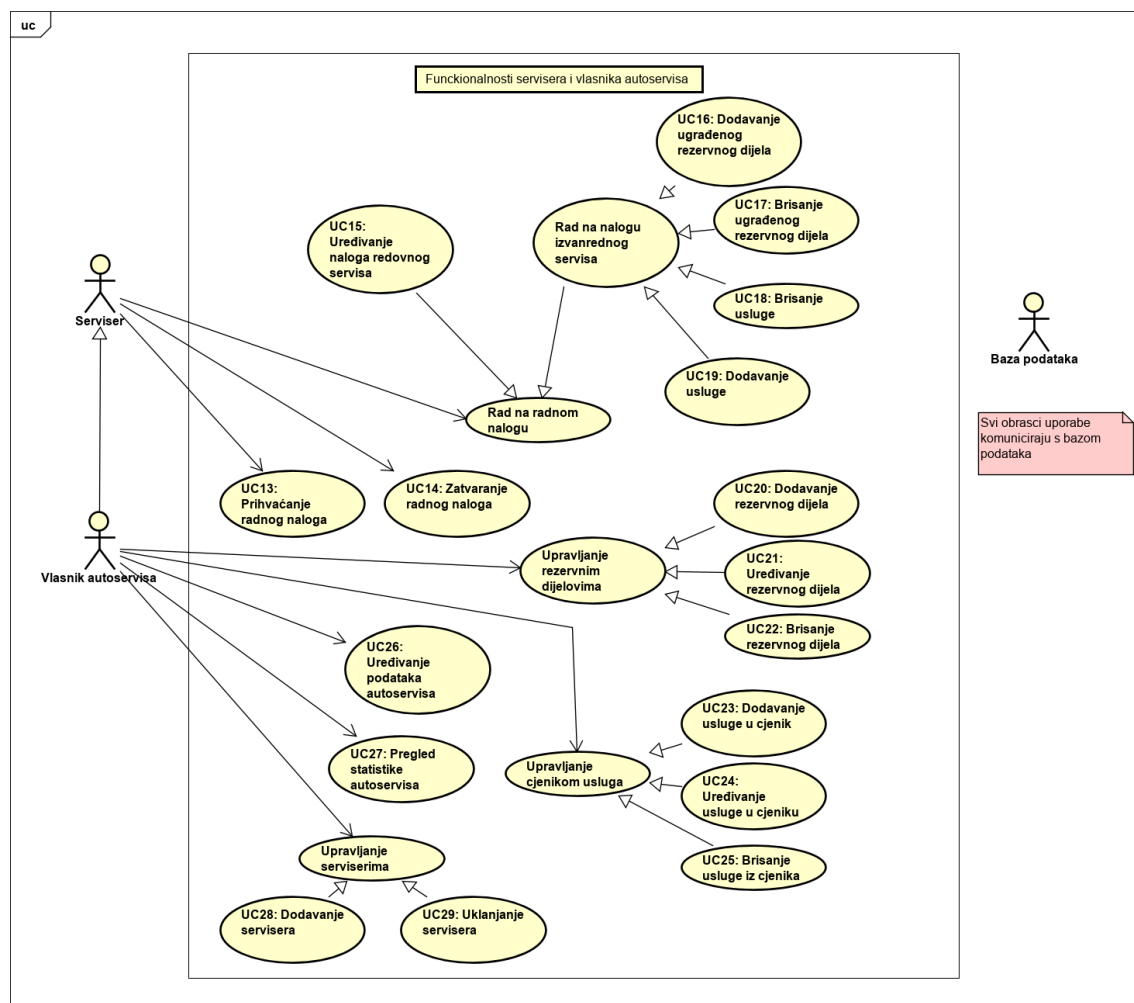 uc
Funckionalnosti servisera i vlasnika autoservisa
UC16: Dodavanje
ugrađenog
rezervnog dijela
UC17: Brisanje
ugrađenog
rezervnog dijela
UC15:
Uređivanje
naloga redovnog
servisa
Rad na nalogu
izvanrednog
servisa
UC18: Brisanje
usluge
Serviser
Baza podataka
UC19: Dodavanje
usluge
Rad na radnom
nalogu
Svi obrasci uporabe
komuniciraju s bazom
podataka
UC13:
Prihvaćanje
radnog naloga
UC14: Zatvaranje
radnog naloga
UC20: Dodavanje
rezervnog dijela
Vlasnik autoservisa
Upravljanje
rezervnim
dijelovima
UC21:
Uređivanje
rezervnog dijela
UC22: Brisanje
rezervnog dijela
UC26:
Uređivanje
podataka
autoservisa
UC23: Dodavanje
usluge u cjenik
UC27: Pregled
statistike
autoservisa
Upravljanje
cjenikom usluga
UC24:
Uređivanje
usluge u cjeniku
Upravljanje
serviserima
UC25: Brisanje
usluge iz cjenika
UC28: Dodavanje
servisera
UC29: Uklanjanje
servisera